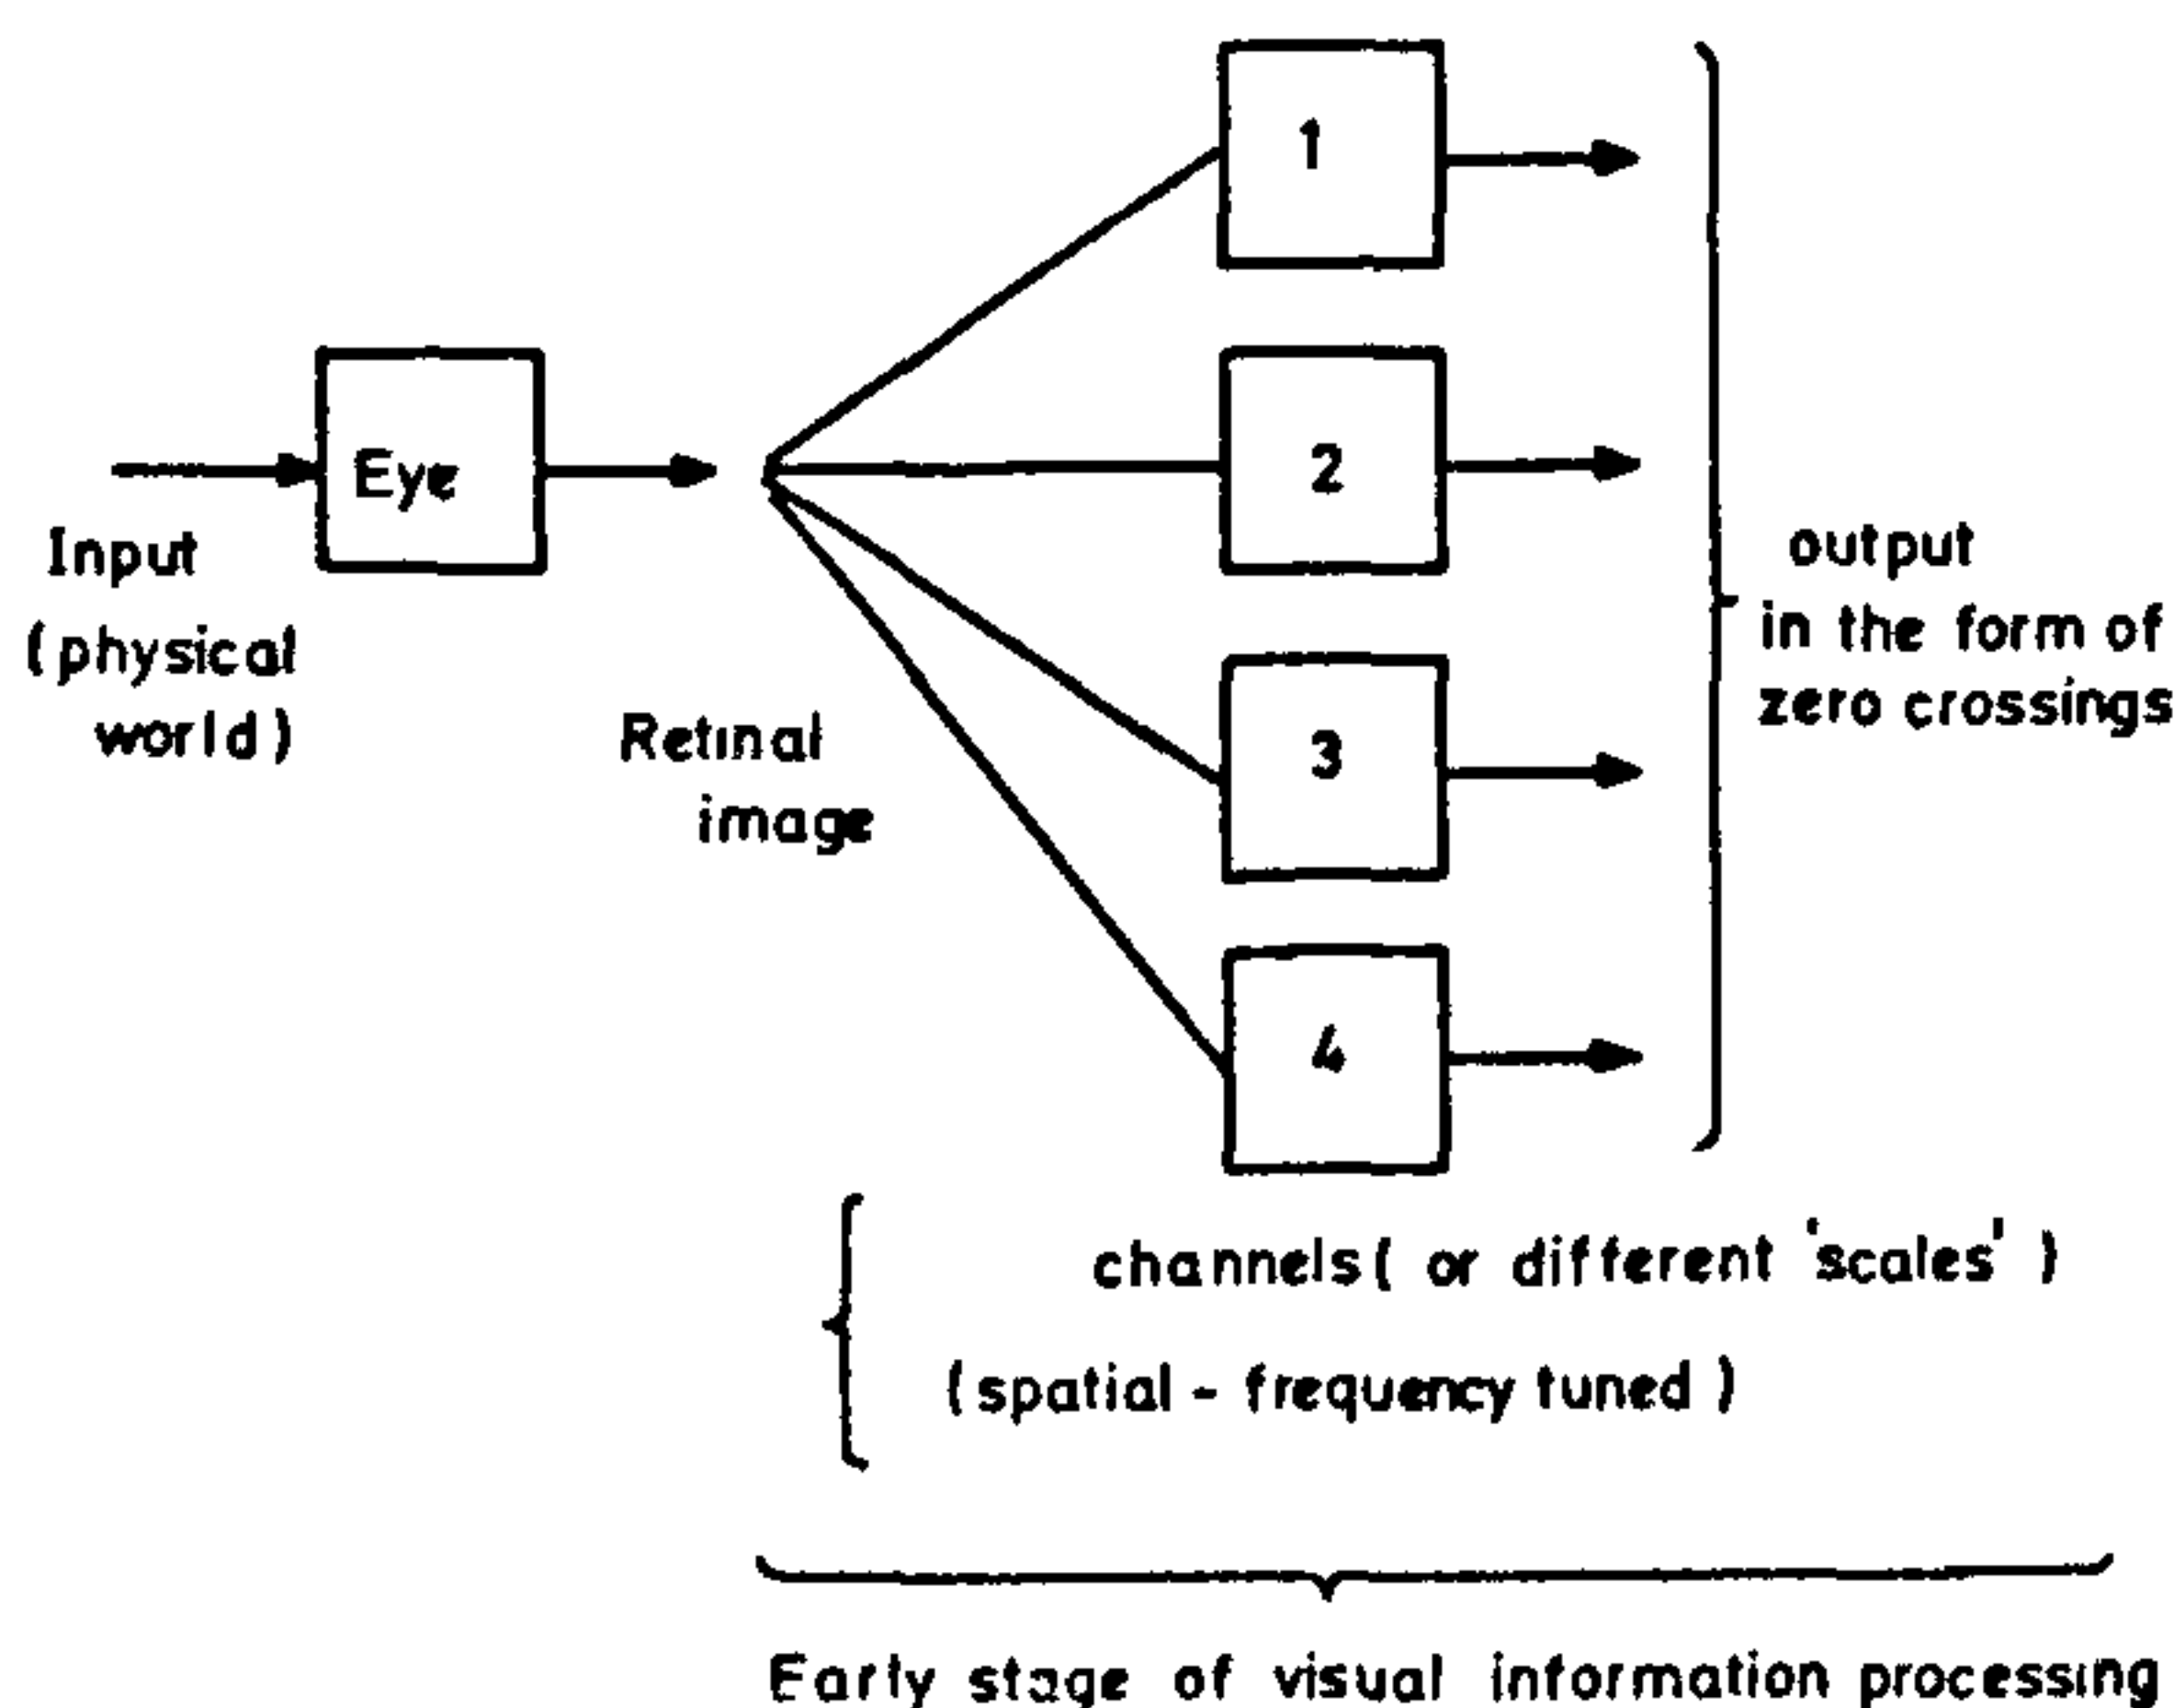 1
Eye
2
Input
(physical
world)
Retinal
image
3
4
output
in the form of
zero crossings
channels( or different 'scales' )
(spatial - frequency tuned )
Early stage of visual information processing